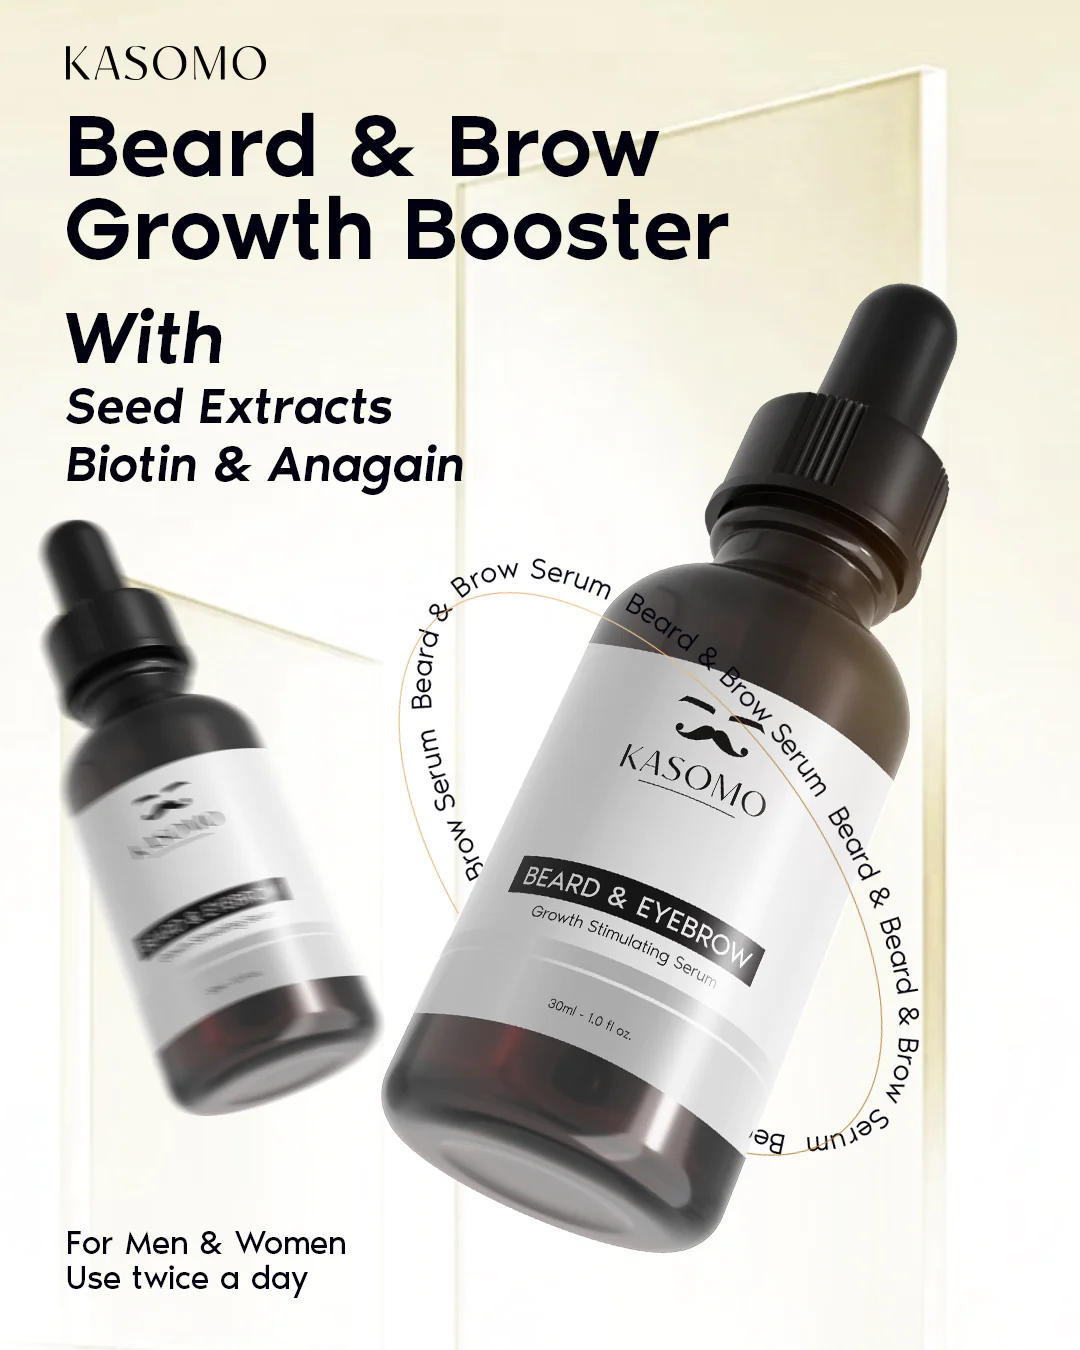 KASOMO
Beard & Brow
Growth Booster
With
Seed Extracts
Biotin & Anagain
Brow Serum Beard & Brow Serum Beard & Brow Serum Beard & Beard & Brow Serum Be
KASOMO
BEARD & EYEBROW
Growth Stimulating Serum
30ml - 1.0 fl oz.
KASOMO
For Men & Women
Use twice a day